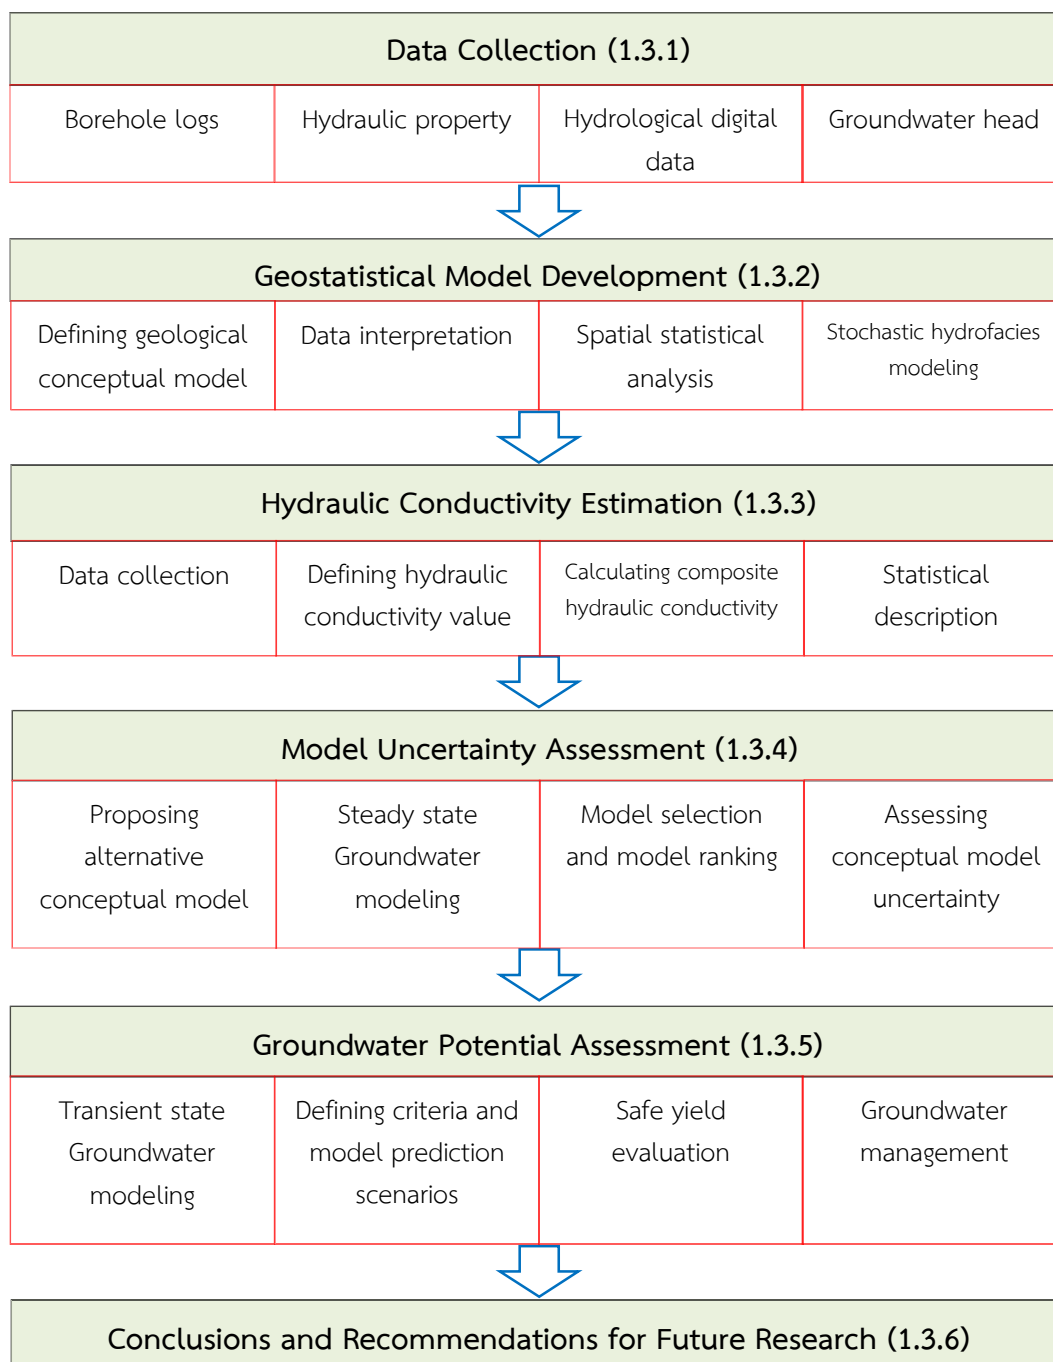 Data Collection (1.3.1)
Borehole logs
Hydraulic property
Hydrological digital
data
Groundwater head
Geostatistical Model Development (1.3.2)
Defining geological
conceptual model
Data interpretation
Spatial statistical
analysis
Stochastic hydrofacies
modeling
Hydraulic Conductivity Estimation (1.3.3)
Data collection
Defining hydraulic
conductivity value
Calculating composite
hydraulic conductivity
Statistical
description
Model Uncertainty Assessment (1.3.4)
Proposing
alternative
conceptual model
Steady state
Groundwater
modeling
Model selection
and model ranking
Assessing
conceptual model
uncertainty
Groundwater Potential Assessment (1.3.5)
Transient state
Groundwater
modeling
Defining criteria and
model prediction
scenarios
Safe yield
evaluation
Groundwater
management
Conclusions and Recommendations for Future Research (1.3.6)